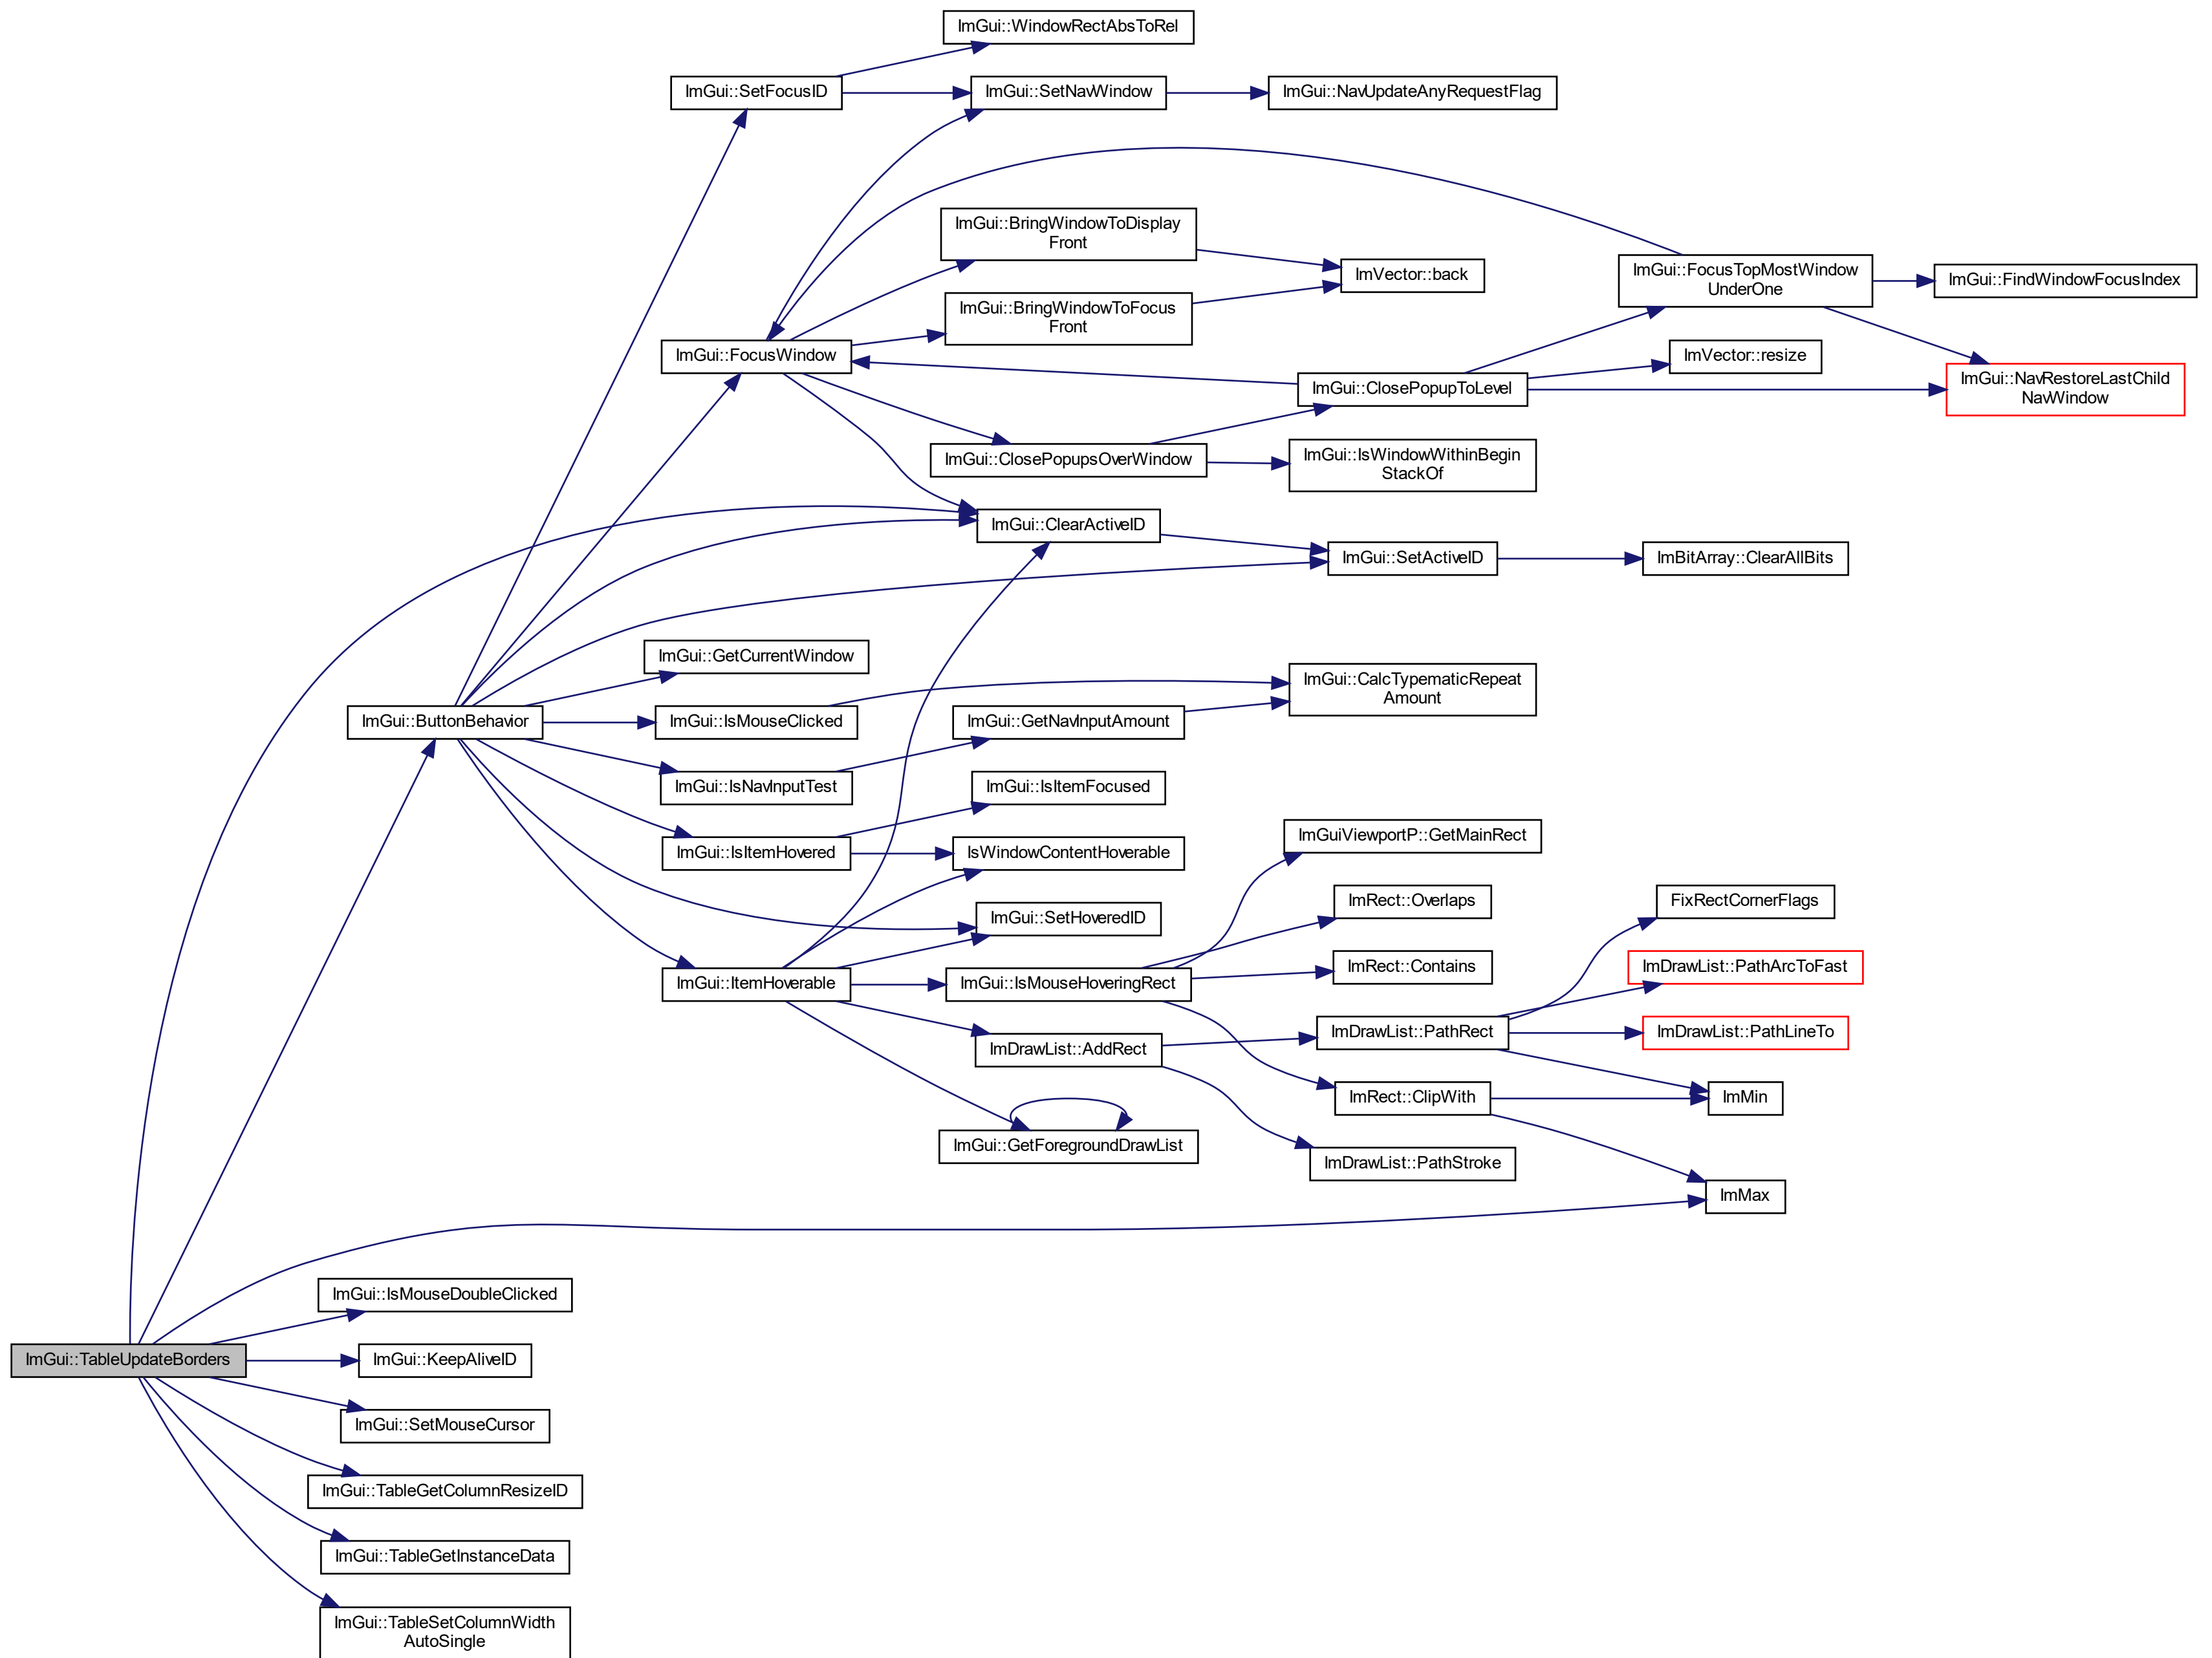 ImGui::WindowRectAbsToRel
ImGui::SetFocusID
ImGui::SetNavWindow
ImGui::NavUpdateAnyRequestFlag
ImGui::BringWindowToDisplay
Front
ImVector::back
ImGui::FocusTopMostWindow
UnderOne
ImGui::FindWindowFocusIndex
ImGui::BringWindowToFocus
Front
ImGui::FocusWindow
ImVector::resize
ImGui::ClosePopupToLevel
ImGui::NavRestoreLastChild
NavWindow
ImGui::ClosePopupsOverWindow
ImGui::IsWindowWithinBegin
StackOf
ImGui::ClearActiveID
ImGui::SetActiveID
ImBitArray::ClearAllBits
ImGui::GetCurrentWindow
ImGui::CalcTypematicRepeat
Amount
ImGui::ButtonBehavior
ImGui::IsMouseClicked
ImGui::GetNavInputAmount
ImGui::IsNavInputTest
ImGui::IsItemFocused
ImGui::IsItemHovered
IsWindowContentHoverable
ImGuiViewportP::GetMainRect
ImGui::SetHoveredID
ImRect::Overlaps
FixRectCornerFlags
ImGui::ItemHoverable
ImGui::IsMouseHoveringRect
ImRect::Contains
ImDrawList::PathArcToFast
ImDrawList::AddRect
ImDrawList::PathRect
ImDrawList::PathLineTo
ImRect::ClipWith
ImMin
ImGui::GetForegroundDrawList
ImDrawList::PathStroke
ImMax
ImGui::IsMouseDoubleClicked
ImGui::TableUpdateBorders
ImGui::KeepAliveID
ImGui::SetMouseCursor
ImGui::TableGetColumnResizeID
ImGui::TableGetInstanceData
ImGui::TableSetColumnWidth
AutoSingle